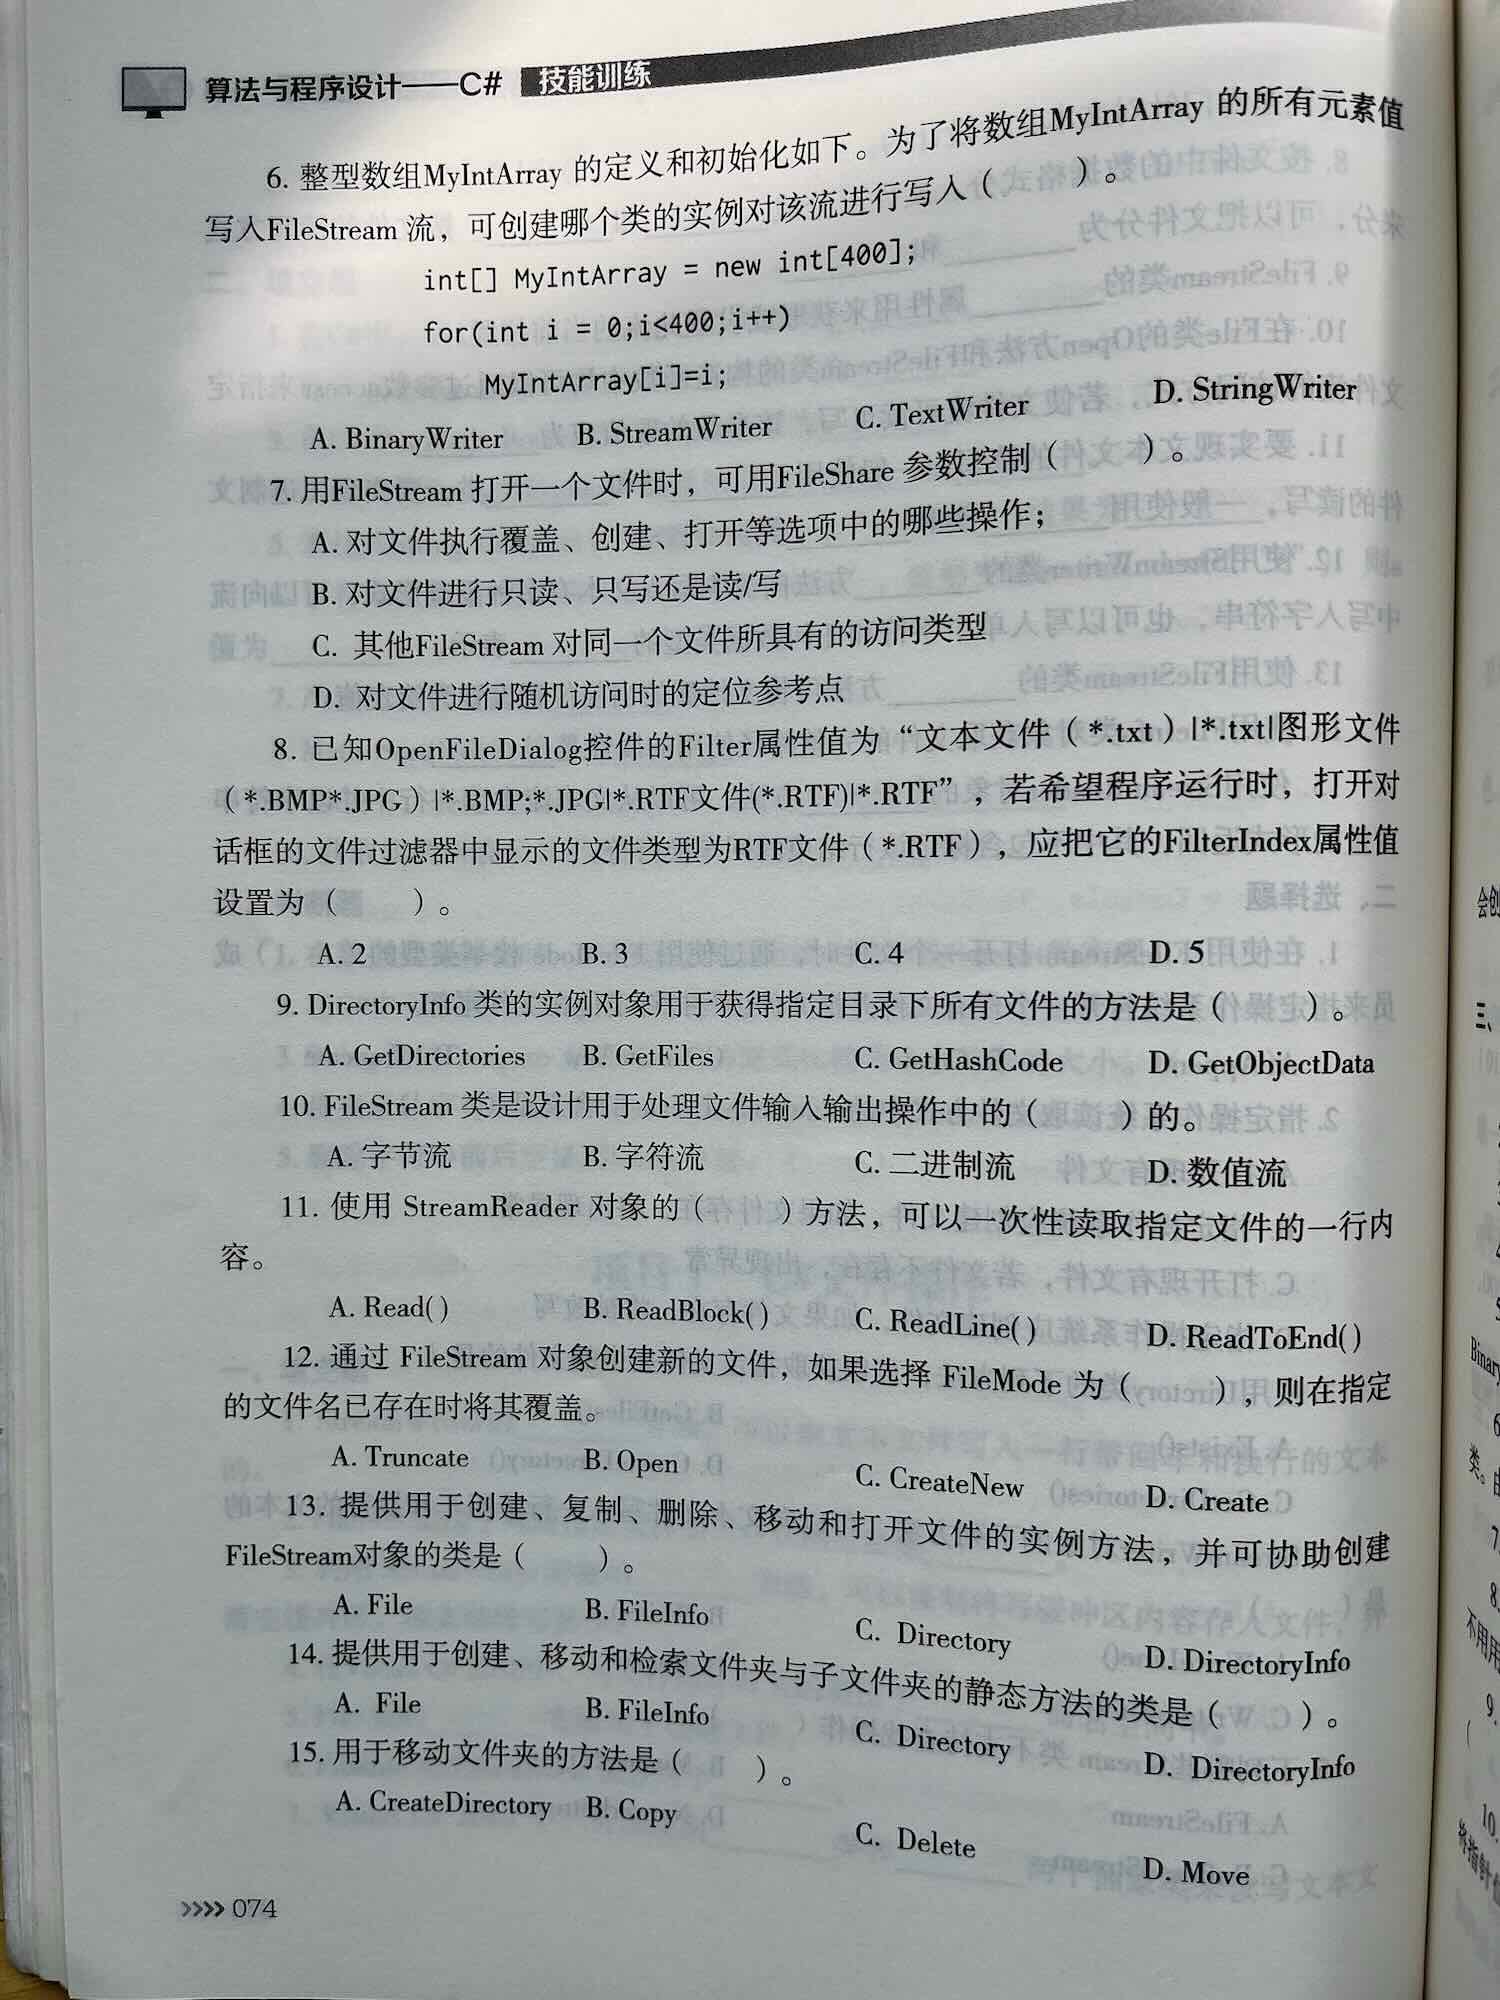 算法与程序设计——C# 技能训练
6. 整型数组MyIntArray 的定义和初始化如下。为了将数组MyIntArray 的所有元素值
写入FileStream 流，可创建哪个类的实例对该流进行写入（　　）。
int[] MyIntArray = new int[400];
for(int i = 0;i<400;i++)
MyIntArray[i]=i;
A. BinaryWriter B. StreamWriter C. TextWriter D. StringWriter
7. 用FileStream 打开一个文件时，可用FileShare 参数控制（　　）。
A. 对文件执行覆盖、创建、打开等选项中的哪些操作；
B. 对文件进行只读、只写还是读/写
C. 其他FileStream 对同一个文件所具有的访问类型
D. 对文件进行随机访问时的定位参考点
8. 已知OpenFileDialog控件的Filter属性值为“文本文件（*.txt）|*.txt|图形文件
（*.BMP*.JPG）|*.BMP;*.JPG|*.RTF文件(*.RTF)|*.RTF”，若希望程序运行时，打开对
话框的文件过滤器中显示的文件类型为RTF文件（*.RTF），应把它的FilterIndex属性值
设置为（　　）。
A. 2 B. 3 C. 4 D. 5
9. DirectoryInfo 类的实例对象用于获得指定目录下所有文件的方法是（　　）。
A. GetDirectories B. GetFiles C. GetHashCode D. GetObjectData
10. FileStream 类是设计用于处理文件输入输出操作中的（　　）的。
A. 字节流 B. 字符流 C. 二进制流 D. 数值流
11. 使用 StreamReader 对象的（　　）方法，可以一次性读取指定文件的一行内
容。
A. Read( ) B. ReadBlock( ) C. ReadLine( ) D. ReadToEnd( )
12. 通过 FileStream 对象创建新的文件，如果选择 FileMode 为（　　），则在指定
的文件名已存在时将其覆盖。
A. Truncate B. Open C. CreateNew D. Create
13. 提供用于创建、复制、删除、移动和打开文件的实例方法，并可协助创建
FileStream对象的类是（　　）。
A. File B. FileInfo C. Directory D. DirectoryInfo
14. 提供用于创建、移动和检索文件夹与子文件夹的静态方法的类是（　　）。
A. File B. FileInfo C. Directory D. DirectoryInfo
15. 用于移动文件夹的方法是（　　）。
A. CreateDirectory B. Copy C. Delete D. Move
>>>> 074